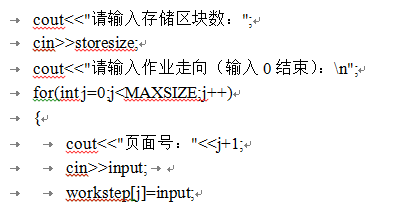 cout<<"请输入存储区块数：";
cin>>storesize;
cout<<"请输入作业走向（输入 0 结束）：\n";
for(int j=0;j<MAXSIZE;j++)
{
cout<<"页面号："<<j+1;
cin>>input;
workstep[j]=input;